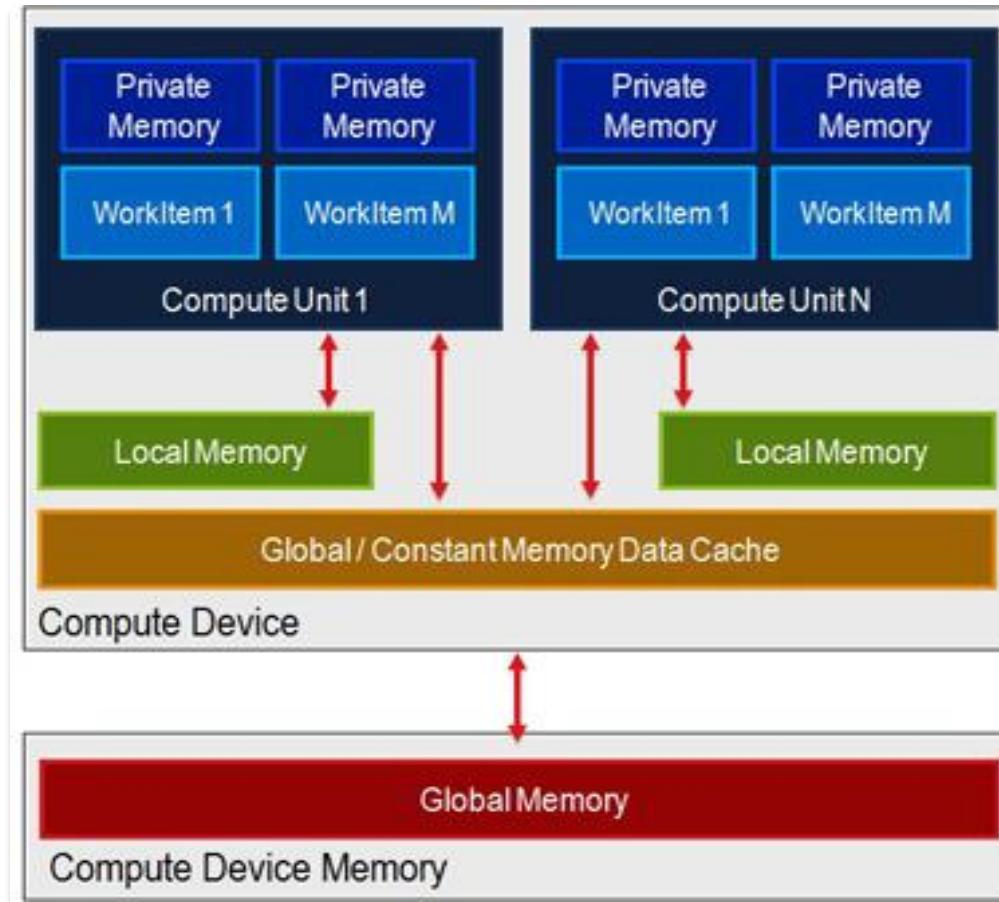 Private Memory
Private Memory
Private Memory
Private Memory
WorkItem 1
WorkItem M
WorkItem 1
WorkItem M
Compute Unit 1
Compute Unit N
Local Memory
Local Memory
Global / Constant Memory Data Cache
Compute Device
Global Memory
Compute Device Memory